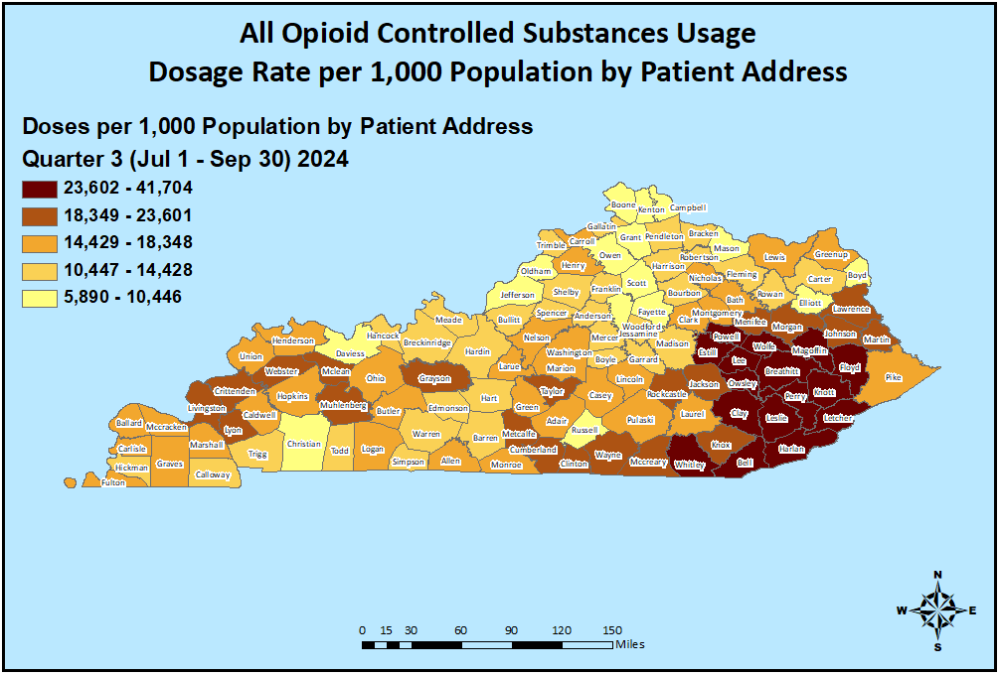 All Opioid Controlled Substances Usage
Dosage Rate per 1,000 Population by Patient Address
Doses per 1,000 Population by Patient Address
Quarter 3 (Jul 1 - Sep 30) 2024
23,602 - 41,704
18,349 - 23,601
14,429 - 18,348
10,447 - 14,428
5,890 - 10,446
Boone
Kenton
Campbell
Gallatin
Trimble
Carroll
Grant
Pendleton
Bracken
Mason
Owen
Robertson
Lewis
Greenup
Henry
Harrison
Oldham
Nicholas
Fleming
Carter
Boyd
Jefferson
Shelby
Franklin
Scott
Bourbon
Rowan
Elliott
Bath
Lawrence
Spencer
Anderson
Fayette
Montgomery
Clark
Bullitt
Woodford
Jessamine
Menifee
Morgan
Meade
Hancock
Henderson
Daviess
Breckinridge
Nelson
Mercer
Madison
Powell
Johnson
Martin
Union
Hardin
Washington
Boyle
Garrard
Estill
Wolfe
Magoffin
Webster
Mclean
Ohio
Grayson
Larue
Marion
Lee
Breathitt
Floyd
Pike
Crittenden
Hopkins
Muhlenberg
Butler
Edmonson
Hart
Green
Taylor
Casey
Lincoln
Rockcastle
Jackson
Owsley
Perry
Knott
Livingston
Lyon
Caldwell
Ballard
Mccracken
Adair
Russell
Pulaski
Laurel
Clay
Leslie
Letcher
Carlisle
Marshall
Trigg
Christian
Todd
Logan
Warren
Barren
Metcalfe
Cumberland
Wayne
Knox
Harlan
Hickman
Graves
Calloway
Simpson
Allen
Monroe
Clinton
Mccreary
Whitley
Bell
Fulton
N
W
E
S
0 15 30 60 90 120 150
Miles